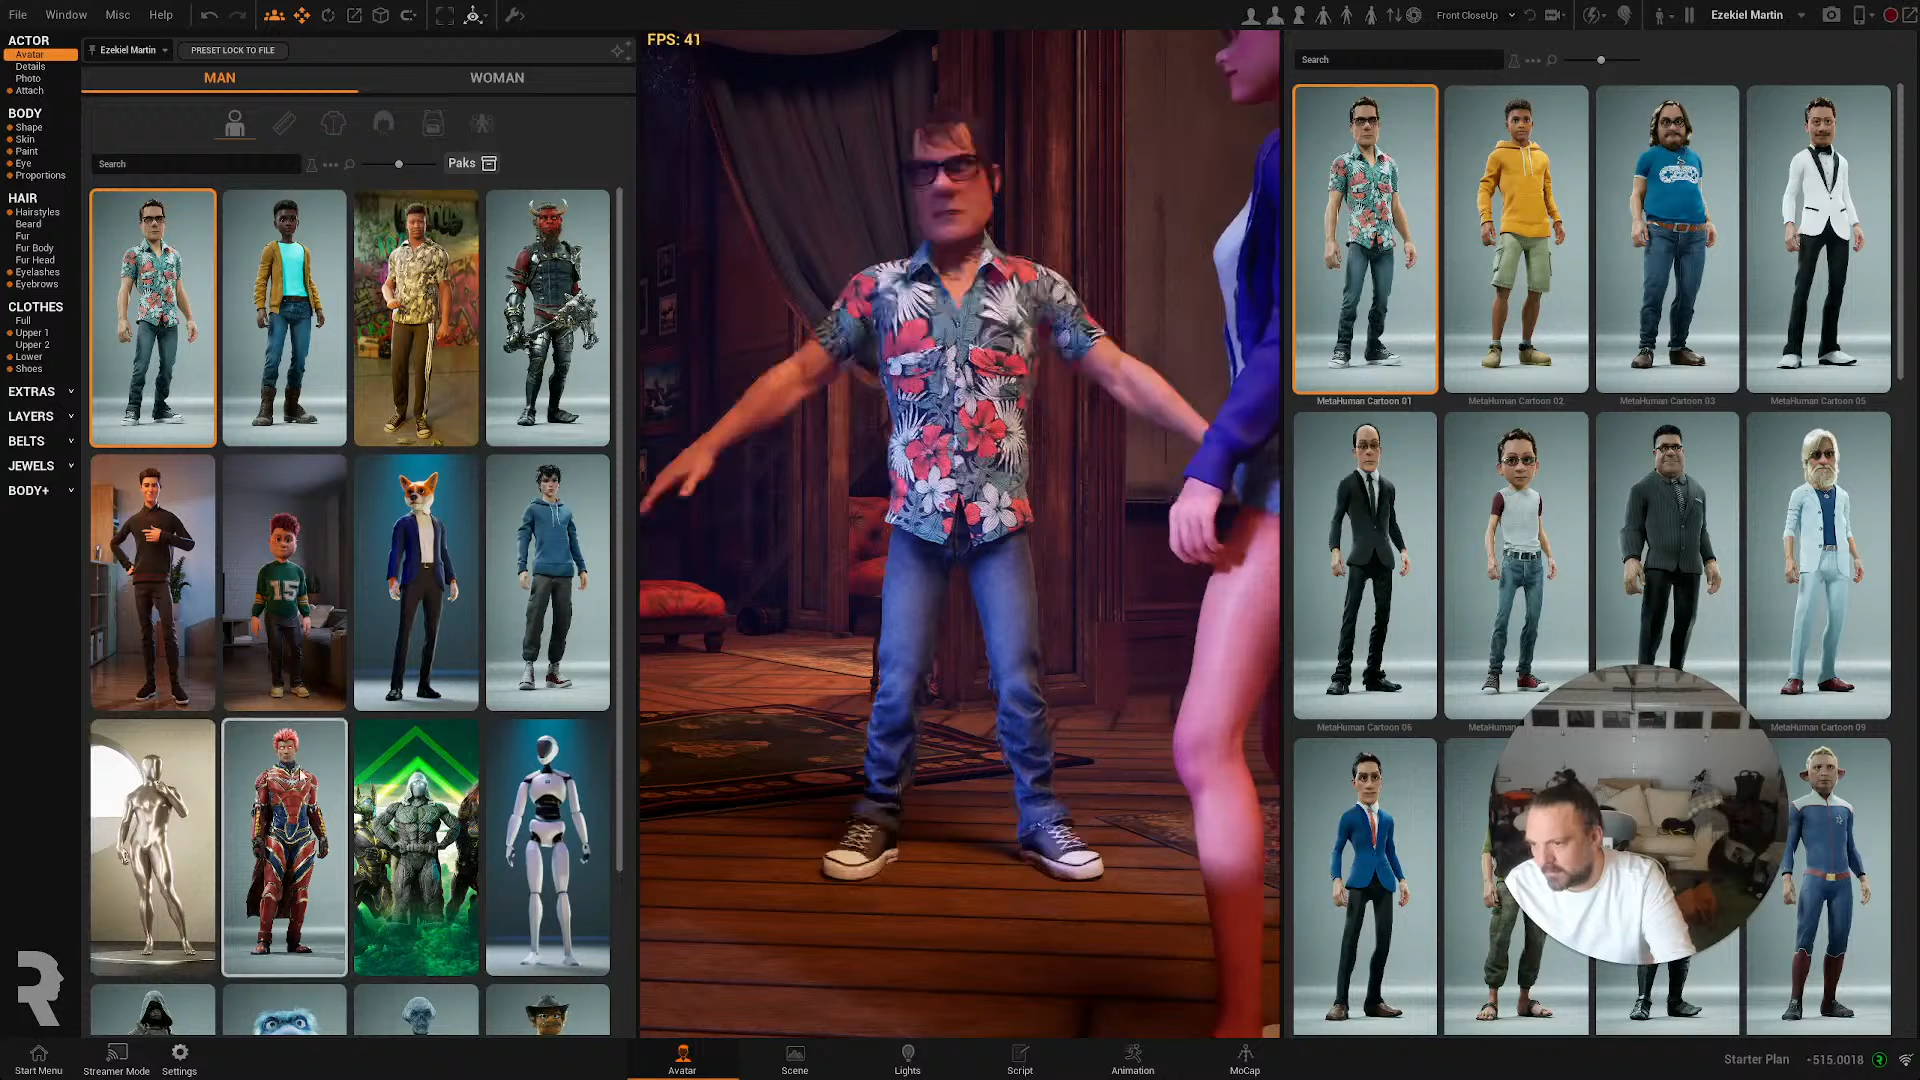 File Window Misc Help
Front CloseUp
Ezekiel Martin
FPS: 41
ACTOR
Avatar
Details
Photo
Attach
BODY
Shape
Skin
Paint
Eye
Proportions
HAIR
Hairstyles
Beard
Fur
Fur Body
Fur Head
Eyelashes
Eyebrows
CLOTHES
Full
Upper 1
Upper 2
Lower
Shoes
EXTRAS
LAYERS
BELTS
JEWELS
BODY+
Ezekiel Martin
PRESET LOCK TO FILE
MAN
WOMAN
Search
Paks
15
Search
MetaHuman Cartoon 01
MetaHuman Cartoon 02
MetaHuman Cartoon 03
MetaHuman Cartoon 05
MetaHuman Cartoon 06
MetaHuman
MetaHuman Cartoon 09
Start Menu
Streamer Mode
Settings
Avatar
Scene
Lights
Script
Animation
MoCap
Starter Plan
-515.0018